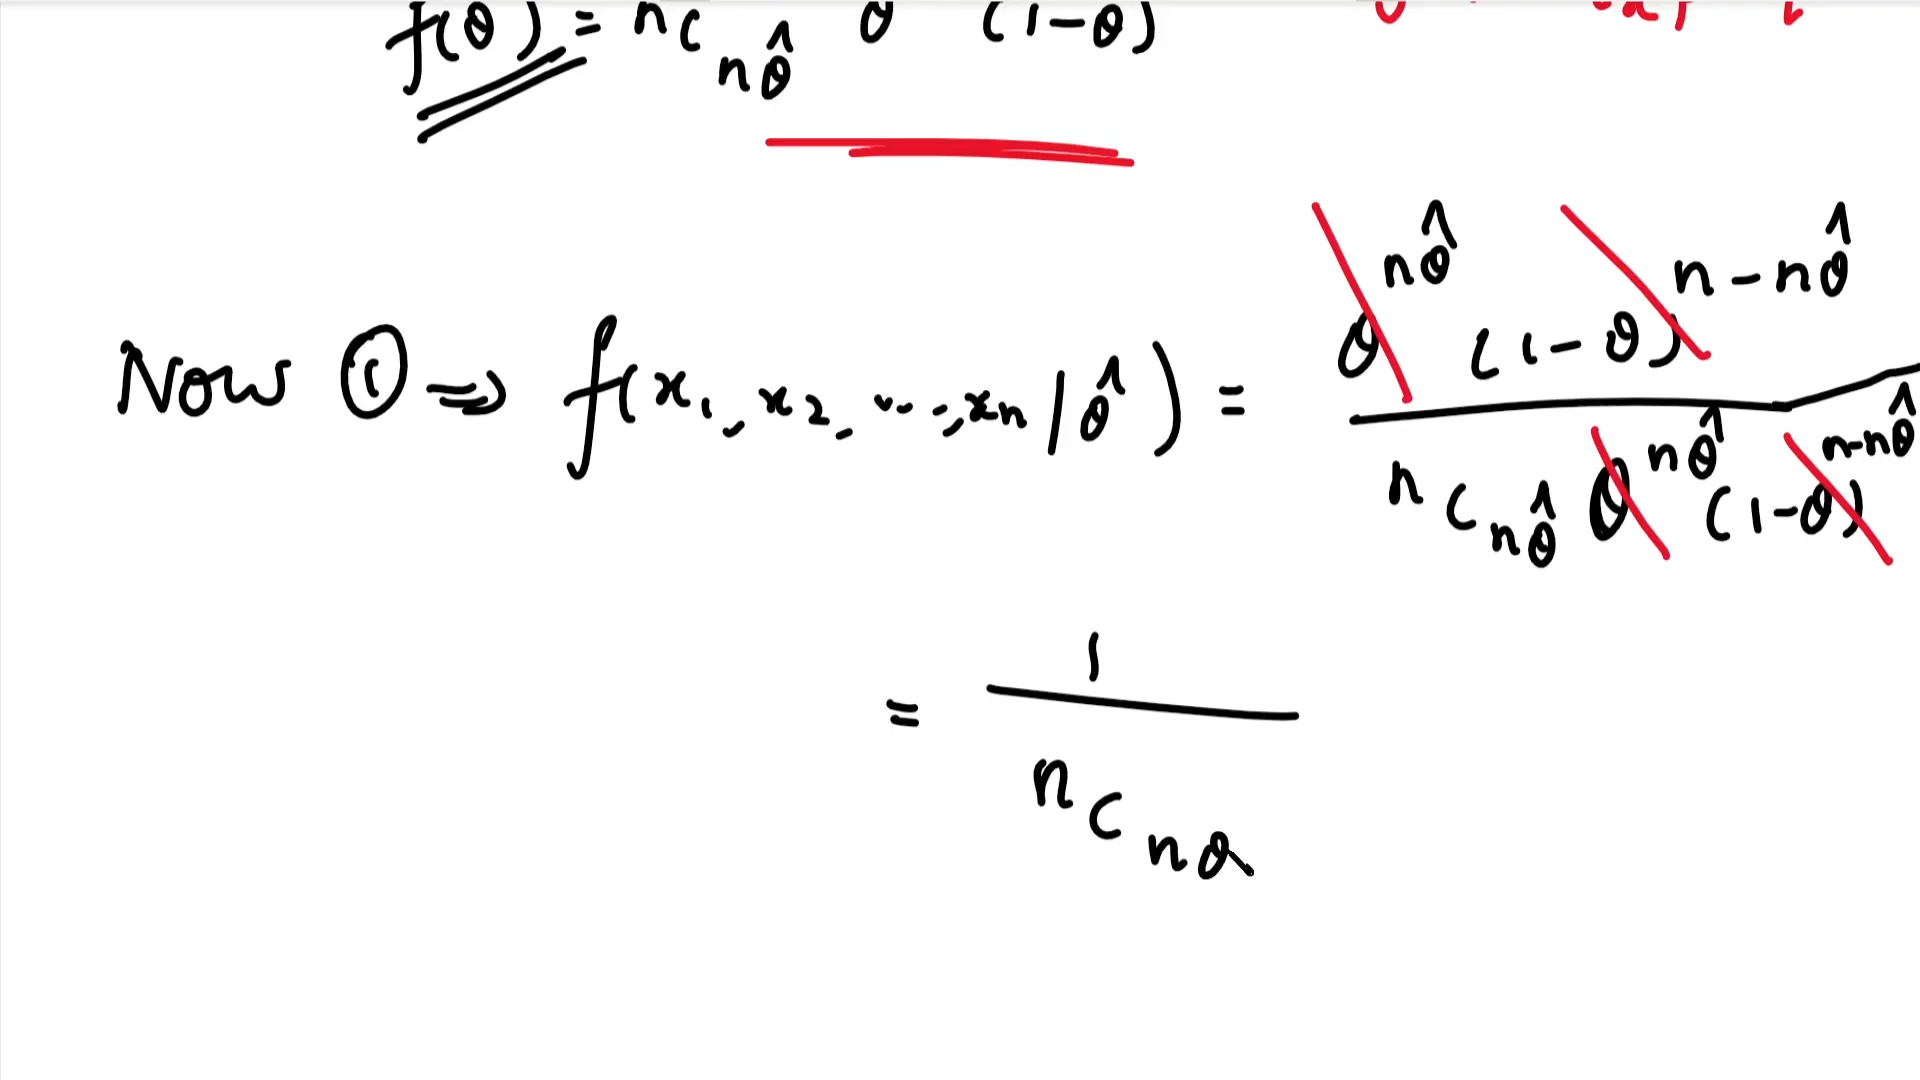 f(θ̂) = nC_{nθ̂} θ (1-θ)
Now ① ⇒ f(x₁, x₂, ..., xₙ | θ̂) = θ^{nθ̂} (1-θ)^{n-nθ̂} / nC_{nθ̂} θ^{nθ̂} (1-θ)^{n-nθ̂}
= 1 / nC_{nθ}